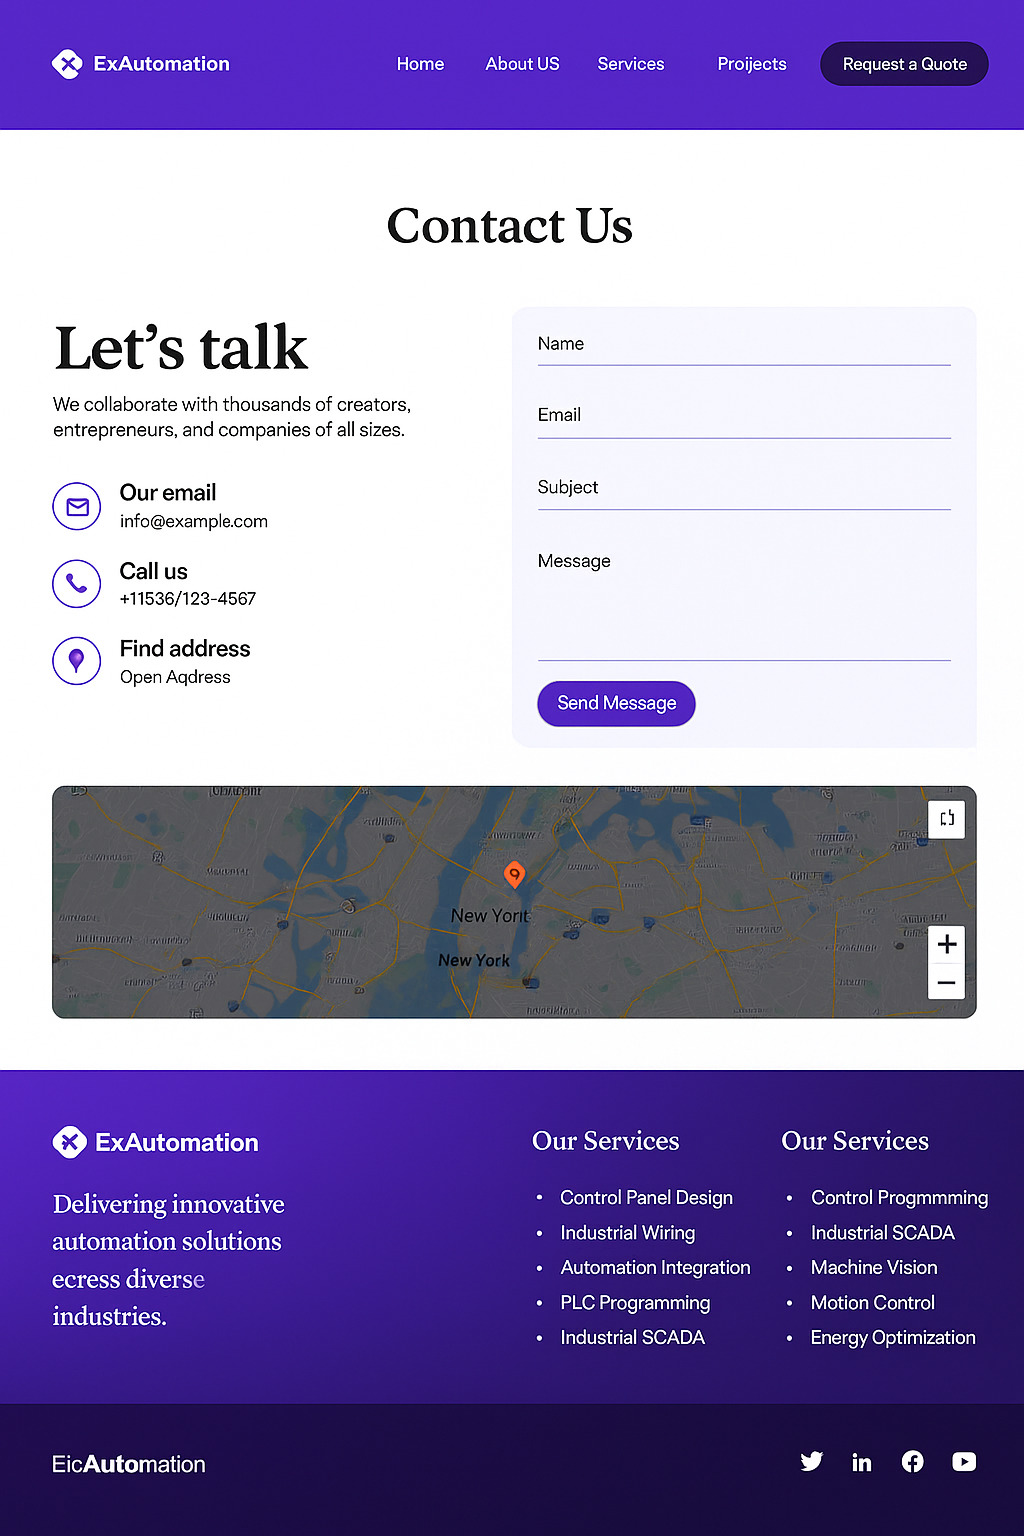 ExAutomation
Home
About US
Services
Proijects
Request a Quote
Contact Us
Let's talk
We collaborate with thousands of creators,
entrepreneurs, and companies of all sizes.
Our email
info@example.com
Call us
+11536/123-4567
Find address
Open Aqdress
Name
Email
Subject
Message
Send Message
New Yorit
New York
ExAutomation
Delivering innovative
automation solutions
ecress diverse
industries.
Our Services
• Control Panel Design
• Industrial Wiring
• Automation Integration
• PLC Programming
• Industrial SCADA
Our Services
• Control Progmmming
• Industrial SCADA
• Machine Vision
• Motion Control
• Energy Optimization
EicAutomation